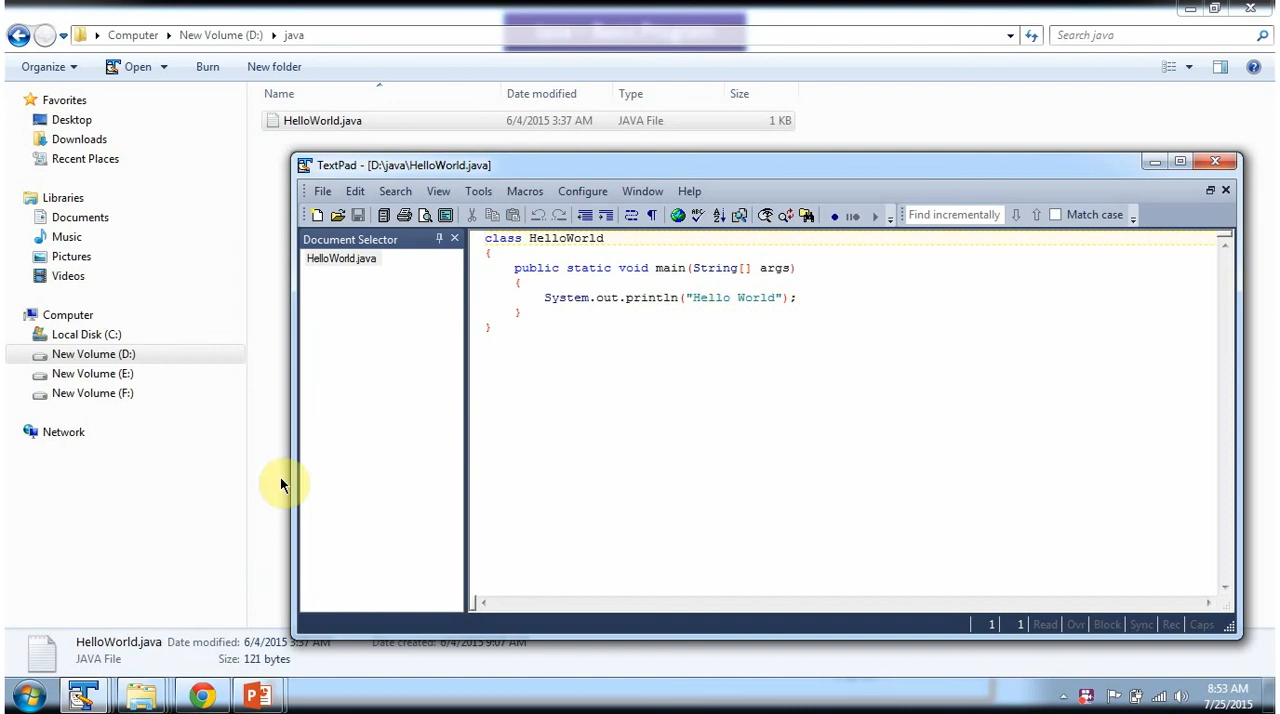 Computer New Volume (D:) java
Search java
Organize Open Burn New folder
Name Date modified Type Size
HelloWorld.java 6/4/2015 3:37 AM JAVA File 1 KB
Favorites
Desktop
Downloads
Recent Places
Libraries
Documents
Music
Pictures
Videos
Computer
Local Disk (C:)
New Volume (D:)
New Volume (E:)
New Volume (F:)
Network
TextPad - [D:\java\HelloWorld.java]
File Edit Search View Tools Macros Configure Window Help
Find incrementally Match case
Document Selector
HelloWorld.java
class HelloWorld
{
public static void main(String[] args)
{
System.out.println("Hello World");
}
}
1 1 Read Ovr Block Sync Rec Caps
HelloWorld.java Date modified: 6/4/2015 3:37 AM Date created: 6/4/2015 9:07 AM
JAVA File Size: 121 bytes
8:53 AM
7/25/2015